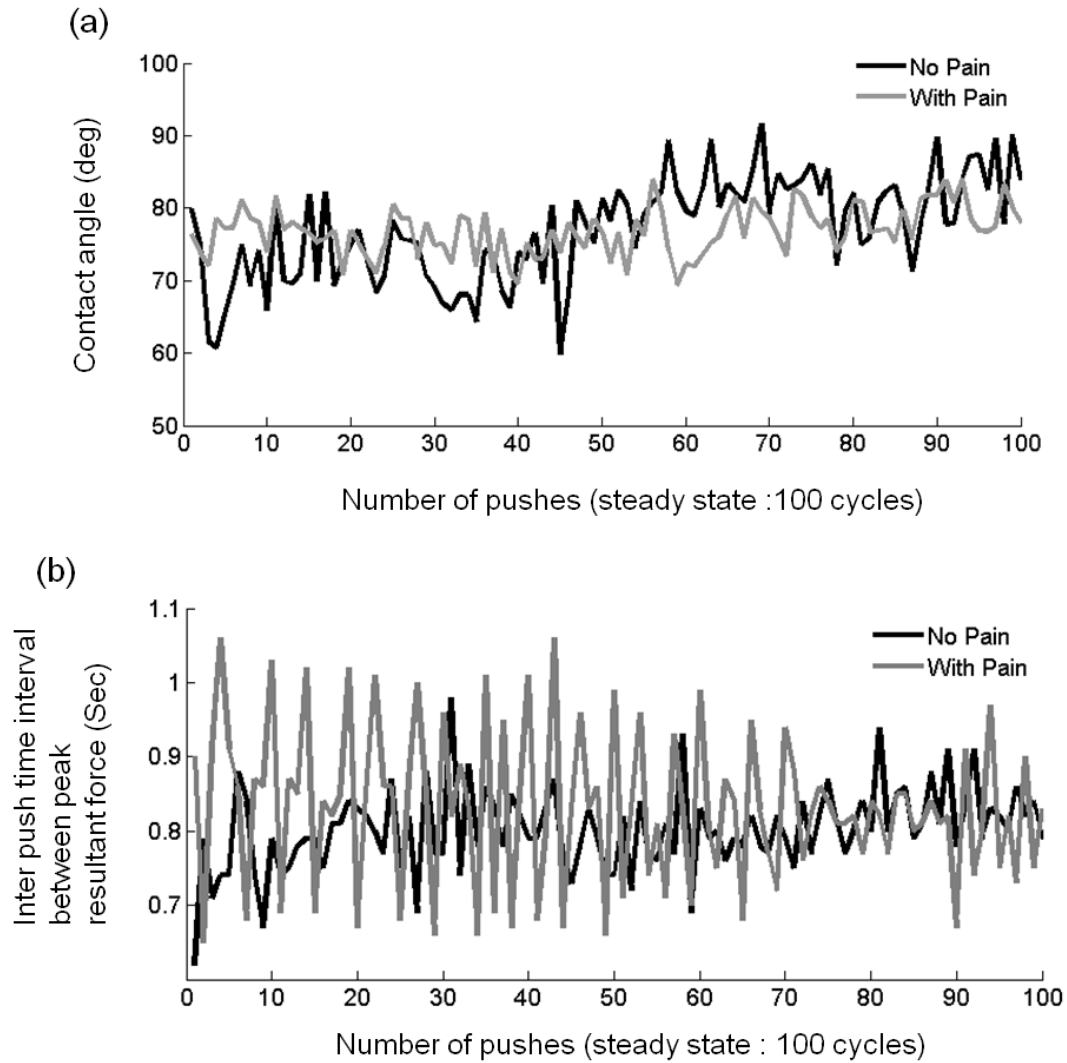 (a)
100
90
80
70
60
50
Contact angle (deg)
No Pain
With Pain
0 10 20 30 40 50 60 70 80 90 100
Number of pushes (steady state :100 cycles)
(b)
1.1
1
0.9
0.8
0.7
Inter push time interval
between peak
resultant force (Sec)
No Pain
With Pain
0 10 20 30 40 50 60 70 80 90 100
Number of pushes (steady state : 100 cycles)